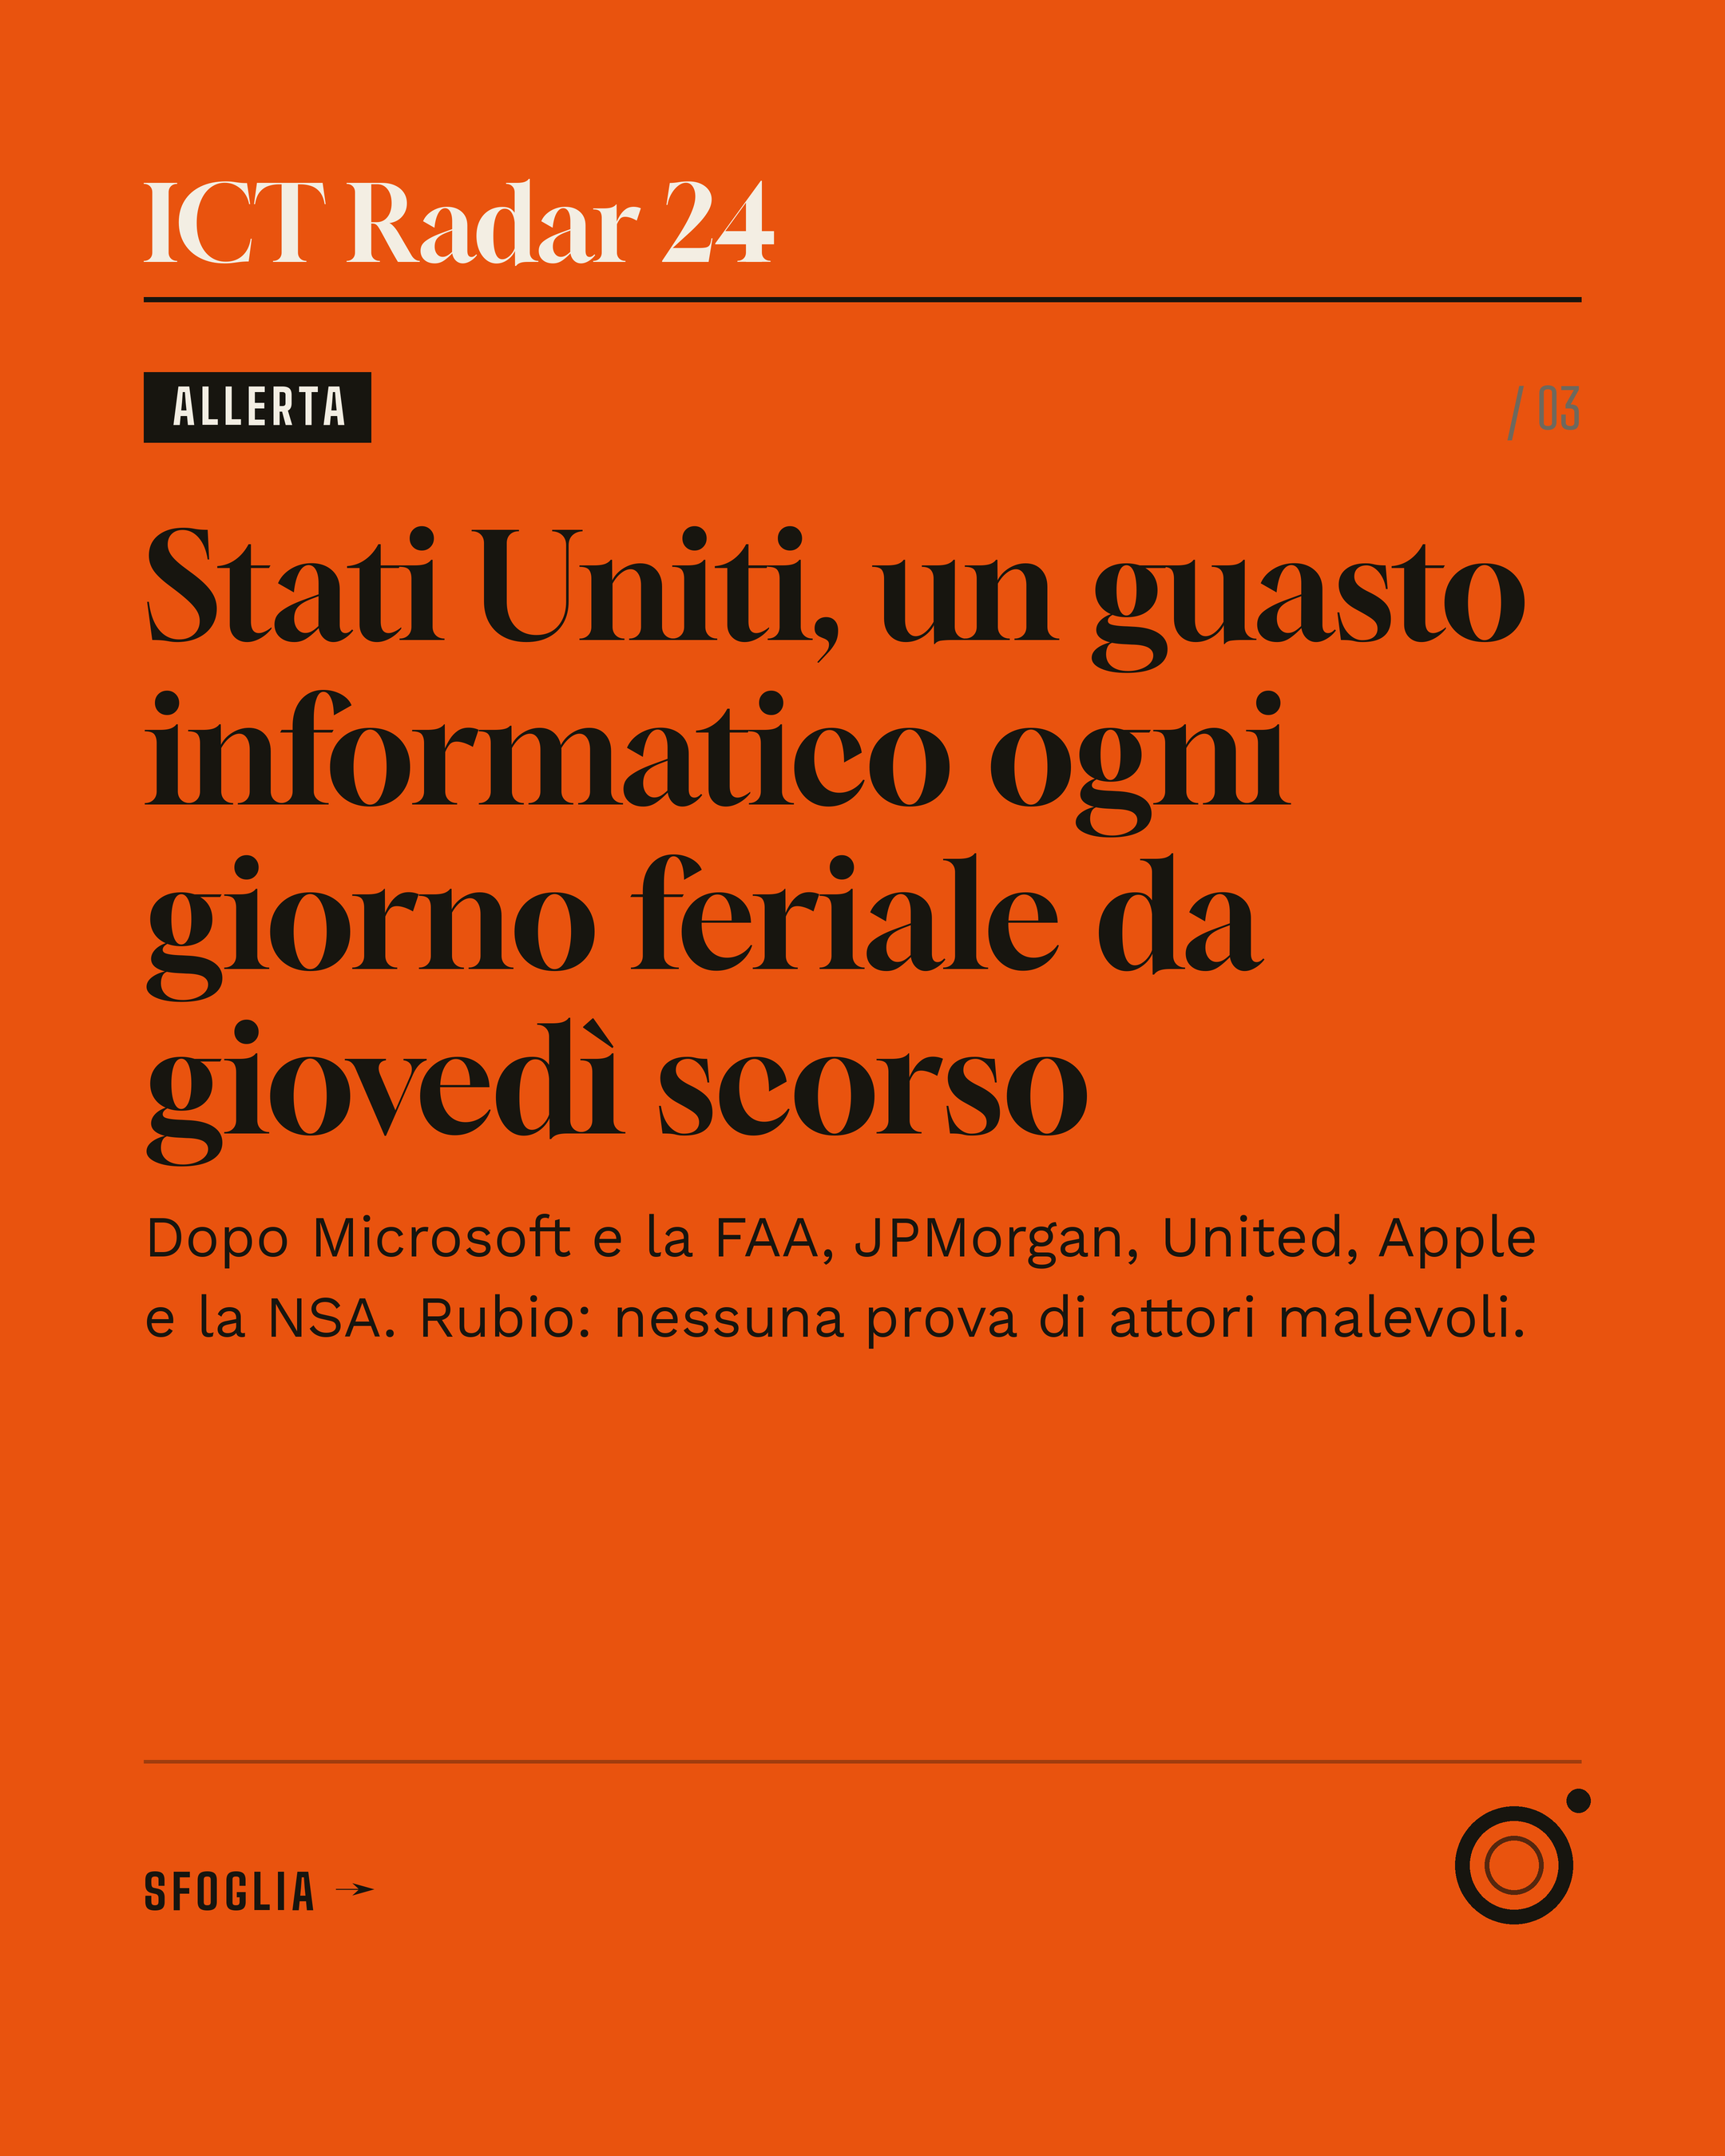 ICT Radar 24
ALLERTA
/ 03
Stati Uniti, un guasto
informatico ogni
giorno feriale da
giovedì scorso
Dopo Microsoft e la FAA, JPMorgan, United, Apple
e la NSA. Rubio: nessuna prova di attori malevoli.
SFOGLIA →